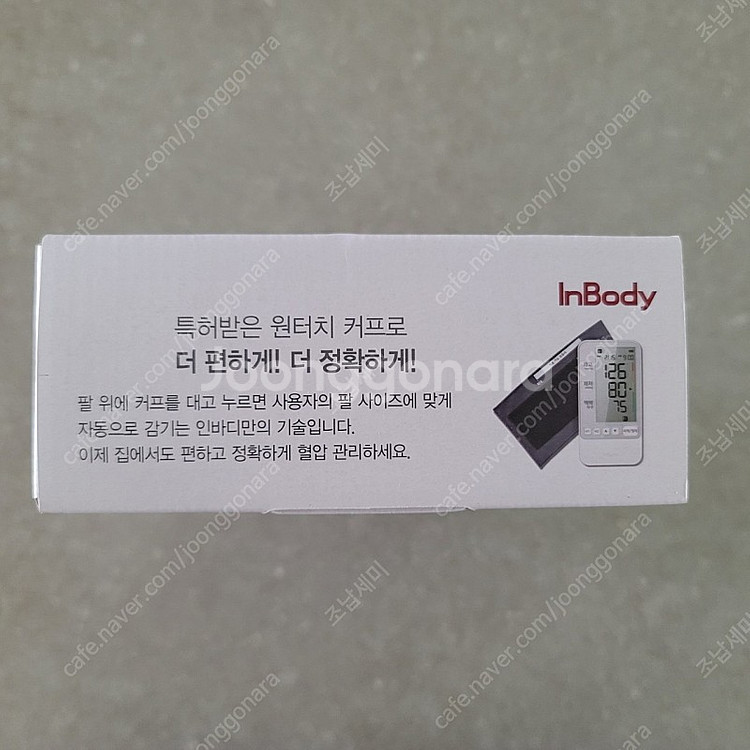 InBody
특허받은 원터치 커프로
더 편하게! 더 정확하게!
팔 위에 커프를 대고 누르면 사용자의 팔 사이즈에 맞게
자동으로 감기는 인바디만의 기술입니다.
이제 집에서도 편하고 정확하게 혈압 관리하세요.
126
80
75
joonggonara
cafe.naver.com/joonggonara
조남세미